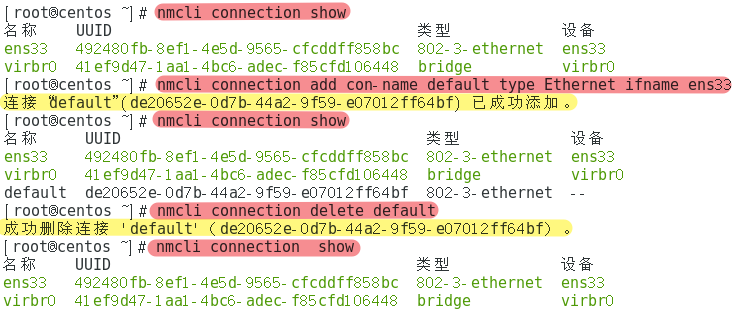 [root@centos ~]# nmcli connection show
名称    UUID                                  类型            设备
ens33   492480fb-8ef1-4e5d-9565-cfcddff858bc  802-3-ethernet  ens33
virbr0  41ef9d47-1aa1-4bc6-adec-f85cfd106448  bridge          virbr0
[root@centos ~]# nmcli connection add con-name default type Ethernet ifname ens33
连接 “default”(de20652e-0d7b-44a2-9f59-e07012ff64bf) 已成功添加。
[root@centos ~]# nmcli connection show
名称     UUID                                  类型            设备
ens33    492480fb-8ef1-4e5d-9565-cfcddff858bc  802-3-ethernet  ens33
virbr0   41ef9d47-1aa1-4bc6-adec-f85cfd106448  bridge          virbr0
default  de20652e-0d7b-44a2-9f59-e07012ff64bf  802-3-ethernet  --
[root@centos ~]# nmcli connection delete default
成功删除连接 'default'（de20652e-0d7b-44a2-9f59-e07012ff64bf）。
[root@centos ~]# nmcli connection  show
名称    UUID                                  类型            设备
ens33   492480fb-8ef1-4e5d-9565-cfcddff858bc  802-3-ethernet  ens33
virbr0  41ef9d47-1aa1-4bc6-adec-f85cfd106448  bridge          virbr0